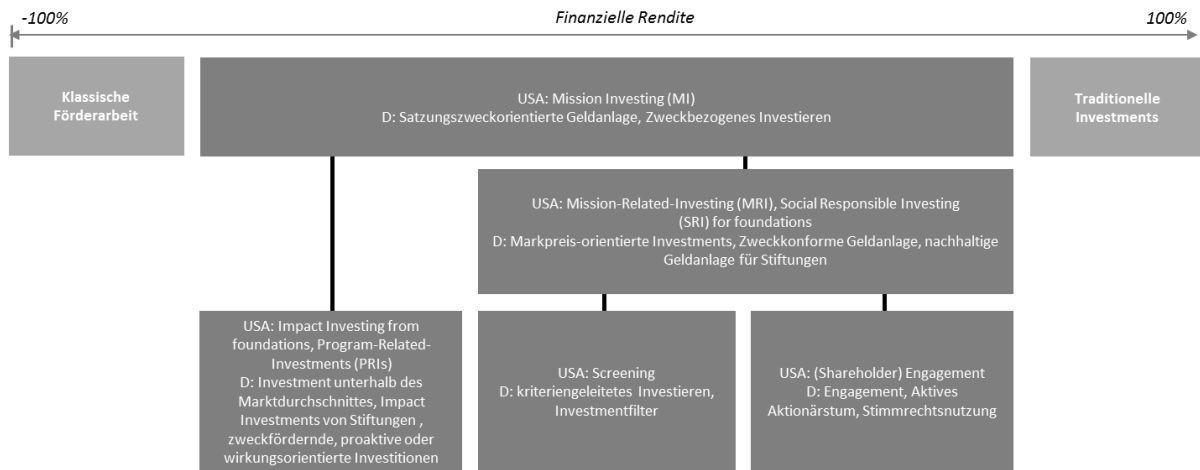 -100%
Finanzielle Rendite
100%
Klassische
Förderarbeit
USA: Mission Investing (MI)
D: Satzungszweckorientierte Geldanlage, Zweckbezogenes Investieren
Traditionelle
Investments
USA: Mission-Related-Investing (MRI), Social Responsible Investing
(SRI) for foundations
D: Markpreis-orientierte Investments, Zweckkonforme Geldanlage, nachhaltige
Geldanlage für Stiftungen
USA: Impact Investing from
foundations, Program-Related-
Investments (PRIs)
D: Investment unterhalb des
Marktdurchschnittes, Impact
Investments von Stiftungen ,
zweckfördernde, proaktive oder
wirkungsorientierte Investitionen
USA: Screening
D: kriteriengeleitetes Investieren,
Investmentfilter
USA: (Shareholder) Engagement
D: Engagement, Aktives
Aktionärstum, Stimmrechtsnutzung